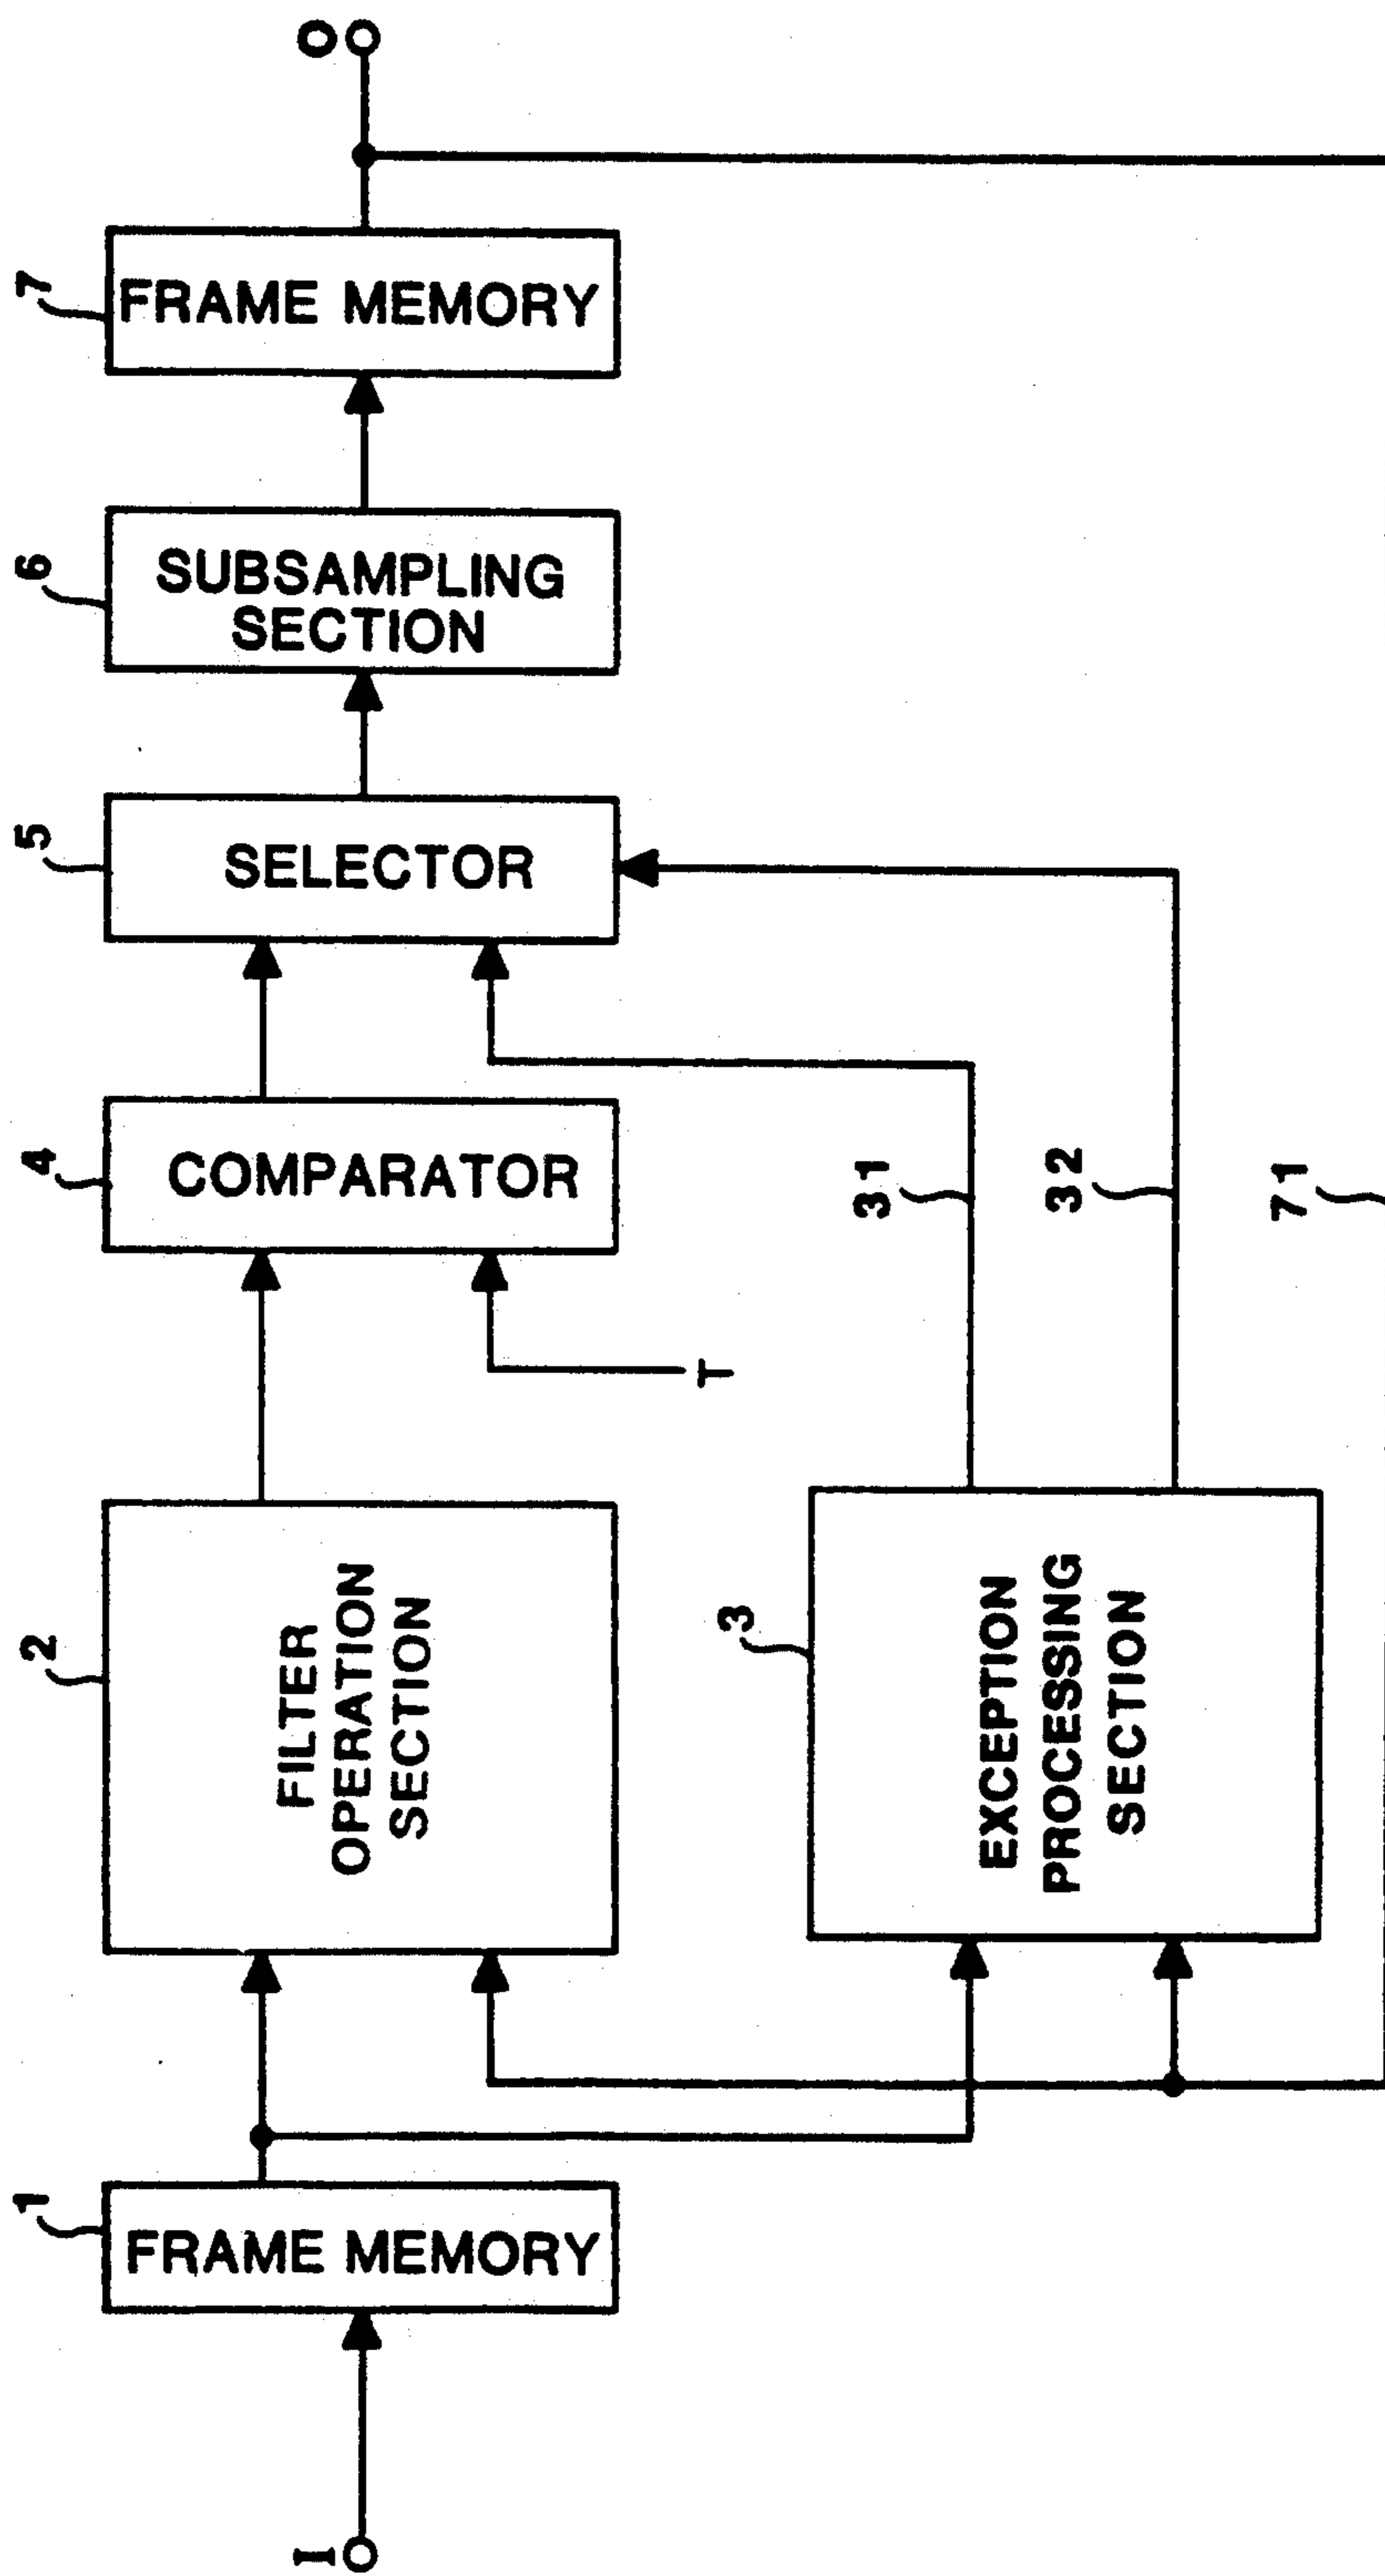 I
1
FRAME MEMORY
2
FILTER
OPERATION
SECTION
3
EXCEPTION
PROCESSING
SECTION
T
4
COMPARATOR
31
32
71
5
SELECTOR
6
SUBSAMPLING
SECTION
7
FRAME MEMORY
O